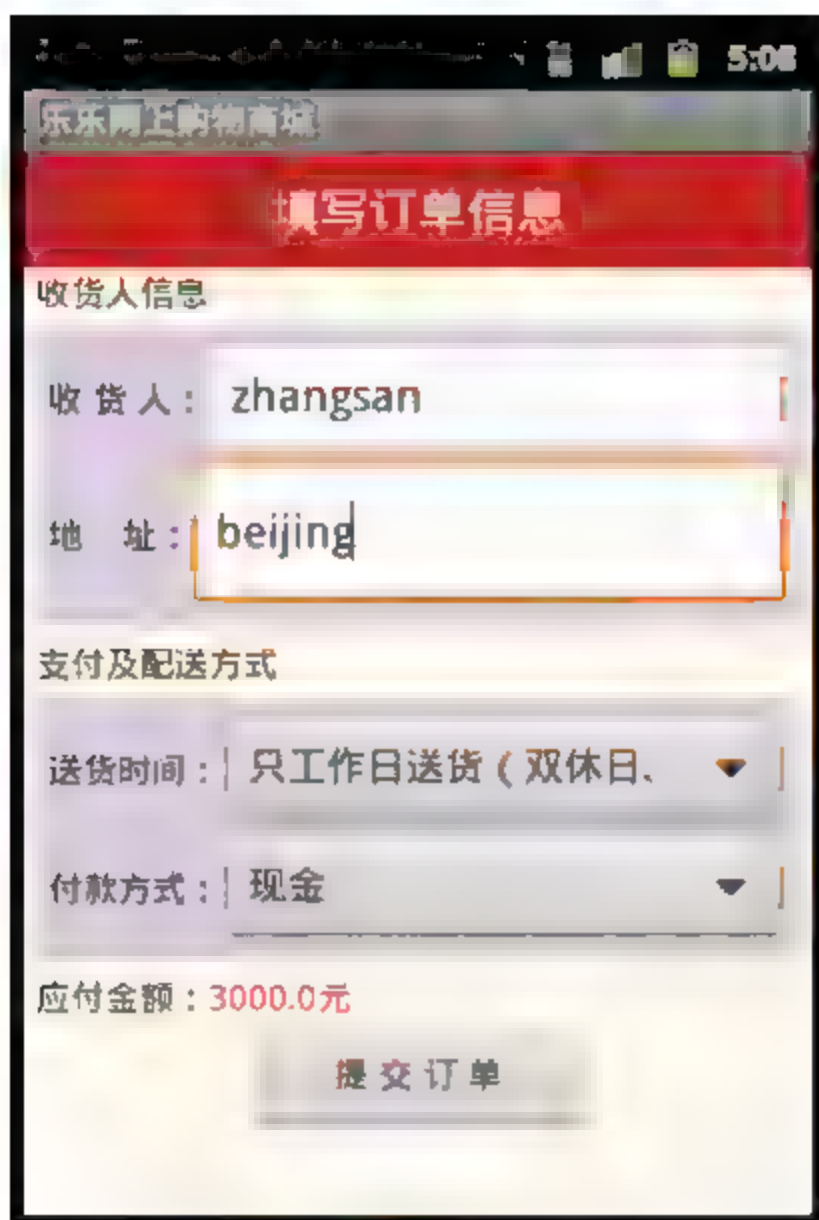 5:08
乐乐网上购物商城
填写订单信息
收货人信息
收货人： zhangsan
地 址： beijing
支付及配送方式
送货时间： 只工作日送货（双休日、
付款方式： 现金
应付金额：3000.0元
提交订单